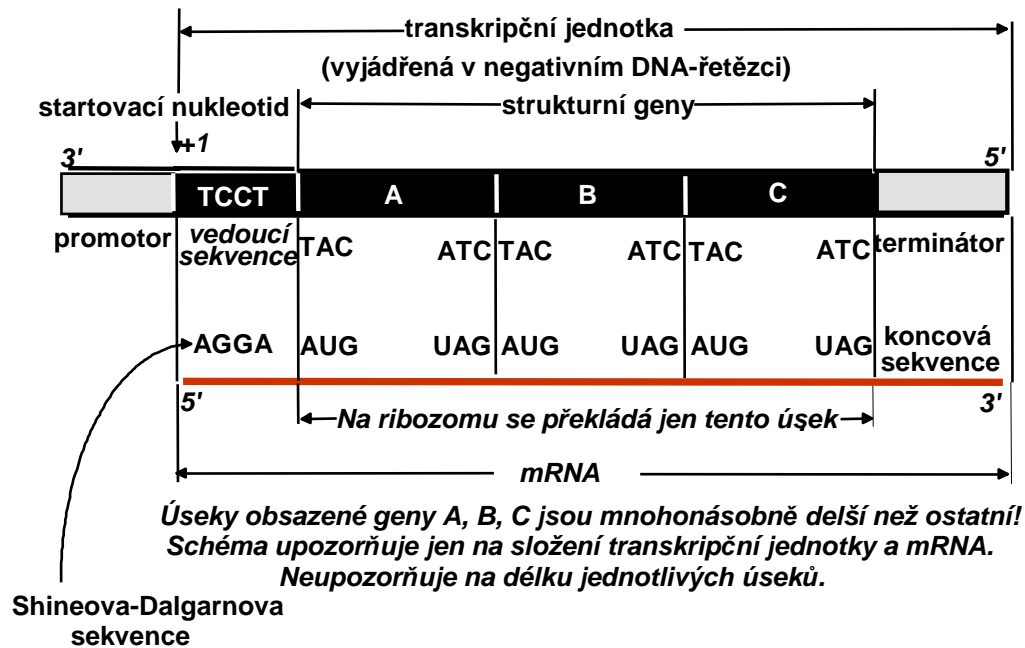 transkripční jednotka
(vyjádřená v negativním DNA-řetězci)
startovací nukleotid
strukturní geny
+1
3'
5'
TCCT A B C
promotor
vedoucí
sekvence
TAC ATC TAC ATC TAC ATC
terminátor
AGGA AUG UAG AUG UAG AUG UAG
koncová
sekvence
5'
3'
Na ribozomu se překládá jen tento úsek
mRNA
Úseky obsazené geny A, B, C jsou mnohonásobně delší než ostatní!
Schéma upozorňuje jen na složení transkripční jednotky a mRNA.
Neupozorňuje na délku jednotlivých úseků.
Shineova-Dalgarnova
sekvence